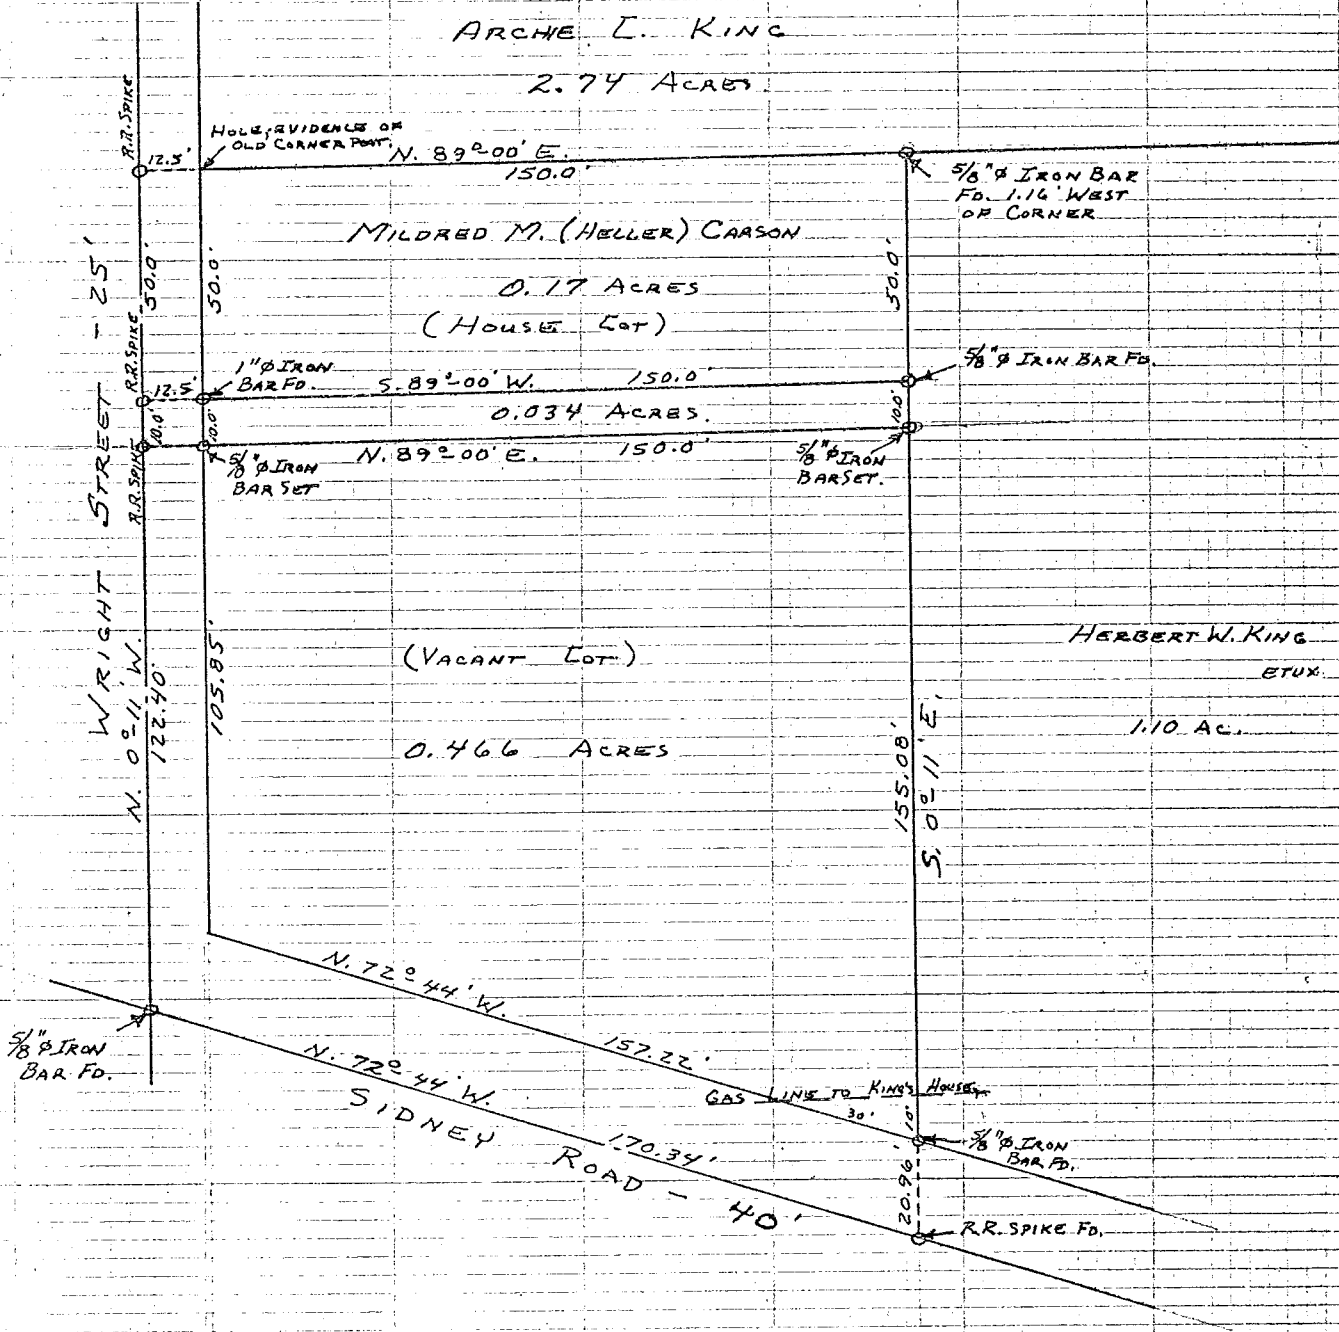 ARCHIE L. KING
2.74 ACRES
R.R. SPIKE
HOLE, EVIDENCE OF
OLD CORNER POST.
12.5'
N. 89°-00' E.
150.0'
5/8" φ IRON BAR
FD. 1.16' WEST
OF CORNER
MILDRED M. (HELLER) CARSON
0.17 ACRES
(HOUSE LOT)
50.0'
50.0'
50.0'
R.R. SPIKE
12.5'
1" φ IRON
BAR FD.
S. 89°-00' W.
150.0'
5/8" φ IRON BAR FD.
0.034 ACRES.
10.0'
10.0'
10.0'
R.R. SPIKE
5/8" φ IRON
BAR SET
N. 89°-00' E.
150.0'
5/8" φ IRON
BAR SET.
WRIGHT STREET - 25'
N. 0°-11' W.
122.40'
105.85'
(VACANT LOT)
0.466 ACRES
HERBERT W. KING
ETUX
1.10 AC.
155.08'
S. 0°-11' E.
N. 72°-44' W.
157.22'
5/8" φ IRON
BAR FD.
N. 72°-44' W.
170.34'
SIDNEY ROAD - 40'
GAS LINE TO KING'S HOUSE
30'
10'
5/8" φ IRON
BAR FD.
20.96'
R.R. SPIKE FD.